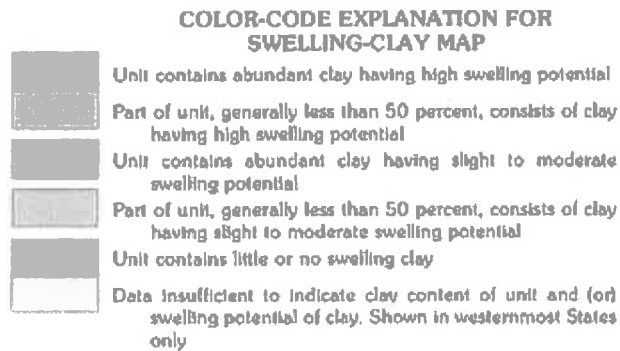 COLOR-CODE EXPLANATION FOR
SWELLING-CLAY MAP
Unit contains abundant clay having high swelling potential
Part of unit, generally less than 50 percent, consists of clay
having high swelling potential
Unit contains abundant clay having slight to moderate
swelling potential
Part of unit, generally less than 50 percent, consists of clay
having slight to moderate swelling potential
Unit contains little or no swelling clay
Data insufficient to indicate clay content of unit and (or)
swelling potential of clay. Shown in westernmost States
only